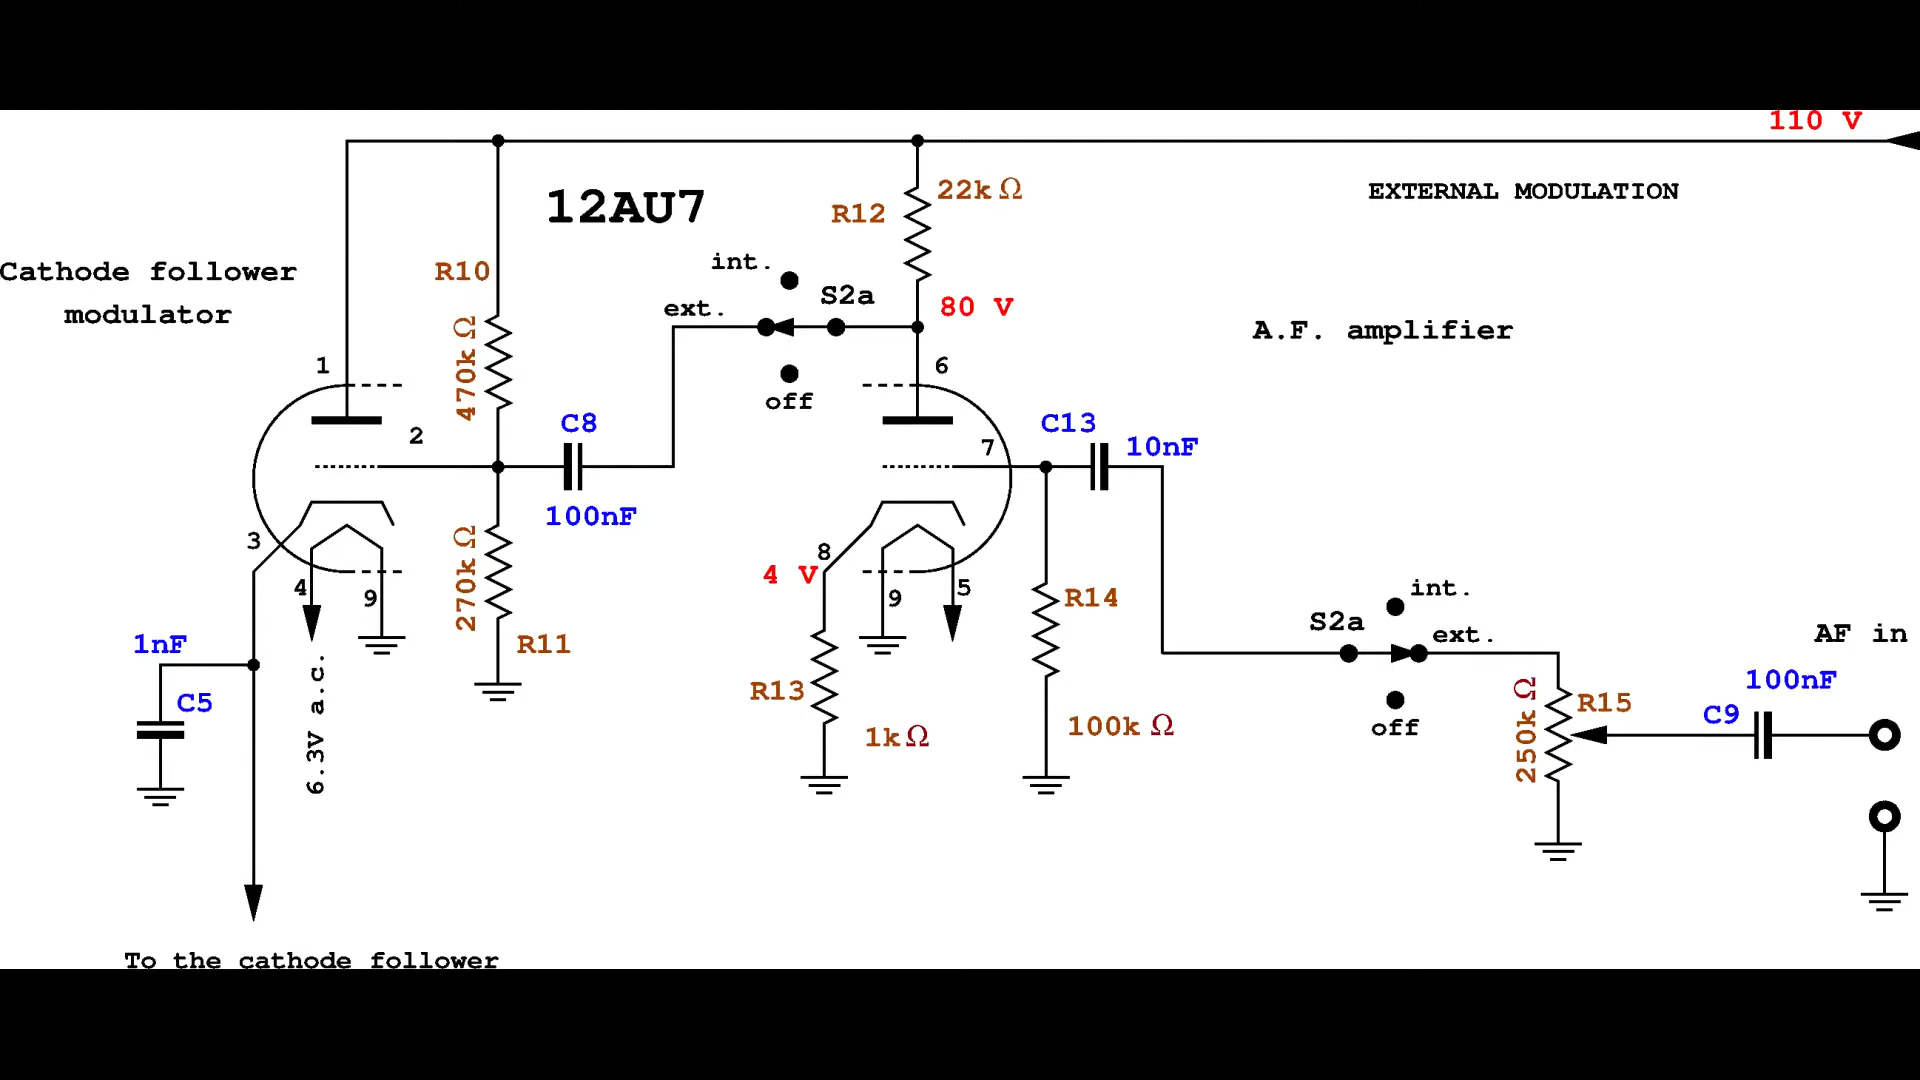 110 V
EXTERNAL MODULATION
12AU7
22k Ω
R12
Cathode follower
modulator
R10
int.
S2a
ext.
80 V
A.F. amplifier
470k Ω
1
6
off
2
C8
C13
7
10nF
100nF
3
8
4 V
4
9
9
5
270k Ω
R11
R14
int.
S2a
ext.
AF in
1nF
C5
6.3V a.c.
R13
1k Ω
100k Ω
off
250k Ω
R15
100nF
C9
To the cathode follower